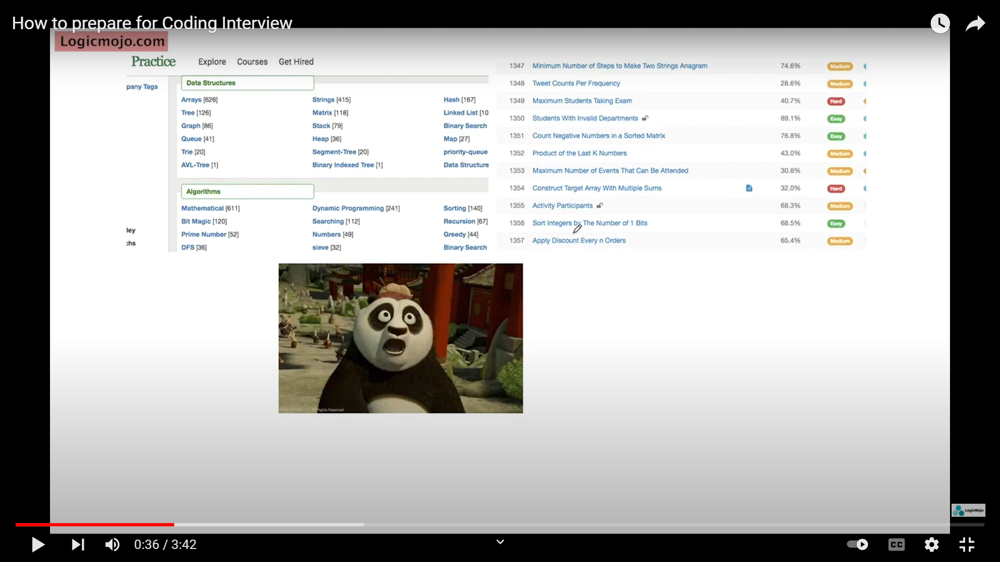 How to prepare for Coding Interview
Logicmojo.com
Practice Explore Courses Get Hired
pany Tags
Data Structures
Arrays [626] Strings [415] Hash [167]
Tree [126] Matrix [118] Linked List [10
Graph [86] Stack [79] Binary Search
Queue [41] Heap [36] Map [27]
Trie [20] Segment-Tree [20] priority-queue
AVL-Tree [1] Binary Indexed Tree [1] Data Structure
Algorithms
Mathematical [611] Dynamic Programming [241] Sorting [140]
Bit Magic [120] Searching [112] Recursion [67]
ley
Prime Number [52] Numbers [49] Greedy [44]
chs
DFS [36] sieve [32] Binary Search
1347 Minimum Number of Steps to Make Two Strings Anagram 74.6% Medium
1348 Tweet Counts Per Frequency 28.6% Medium
1349 Maximum Students Taking Exam 40.7% Hard
1350 Students With Invalid Departments 89.1% Easy
1351 Count Negative Numbers in a Sorted Matrix 76.8% Easy
1352 Product of the Last K Numbers 43.0% Medium
1353 Maximum Number of Events That Can Be Attended 30.8% Medium
1354 Construct Target Array With Multiple Sums 32.0% Hard
1355 Activity Participants 68.3% Medium
1356 Sort Integers by The Number of 1 Bits 68.5% Easy
1357 Apply Discount Every n Orders 65.4% Medium
Rights Reserved
LogicMojo
0:36 / 3:42
CC